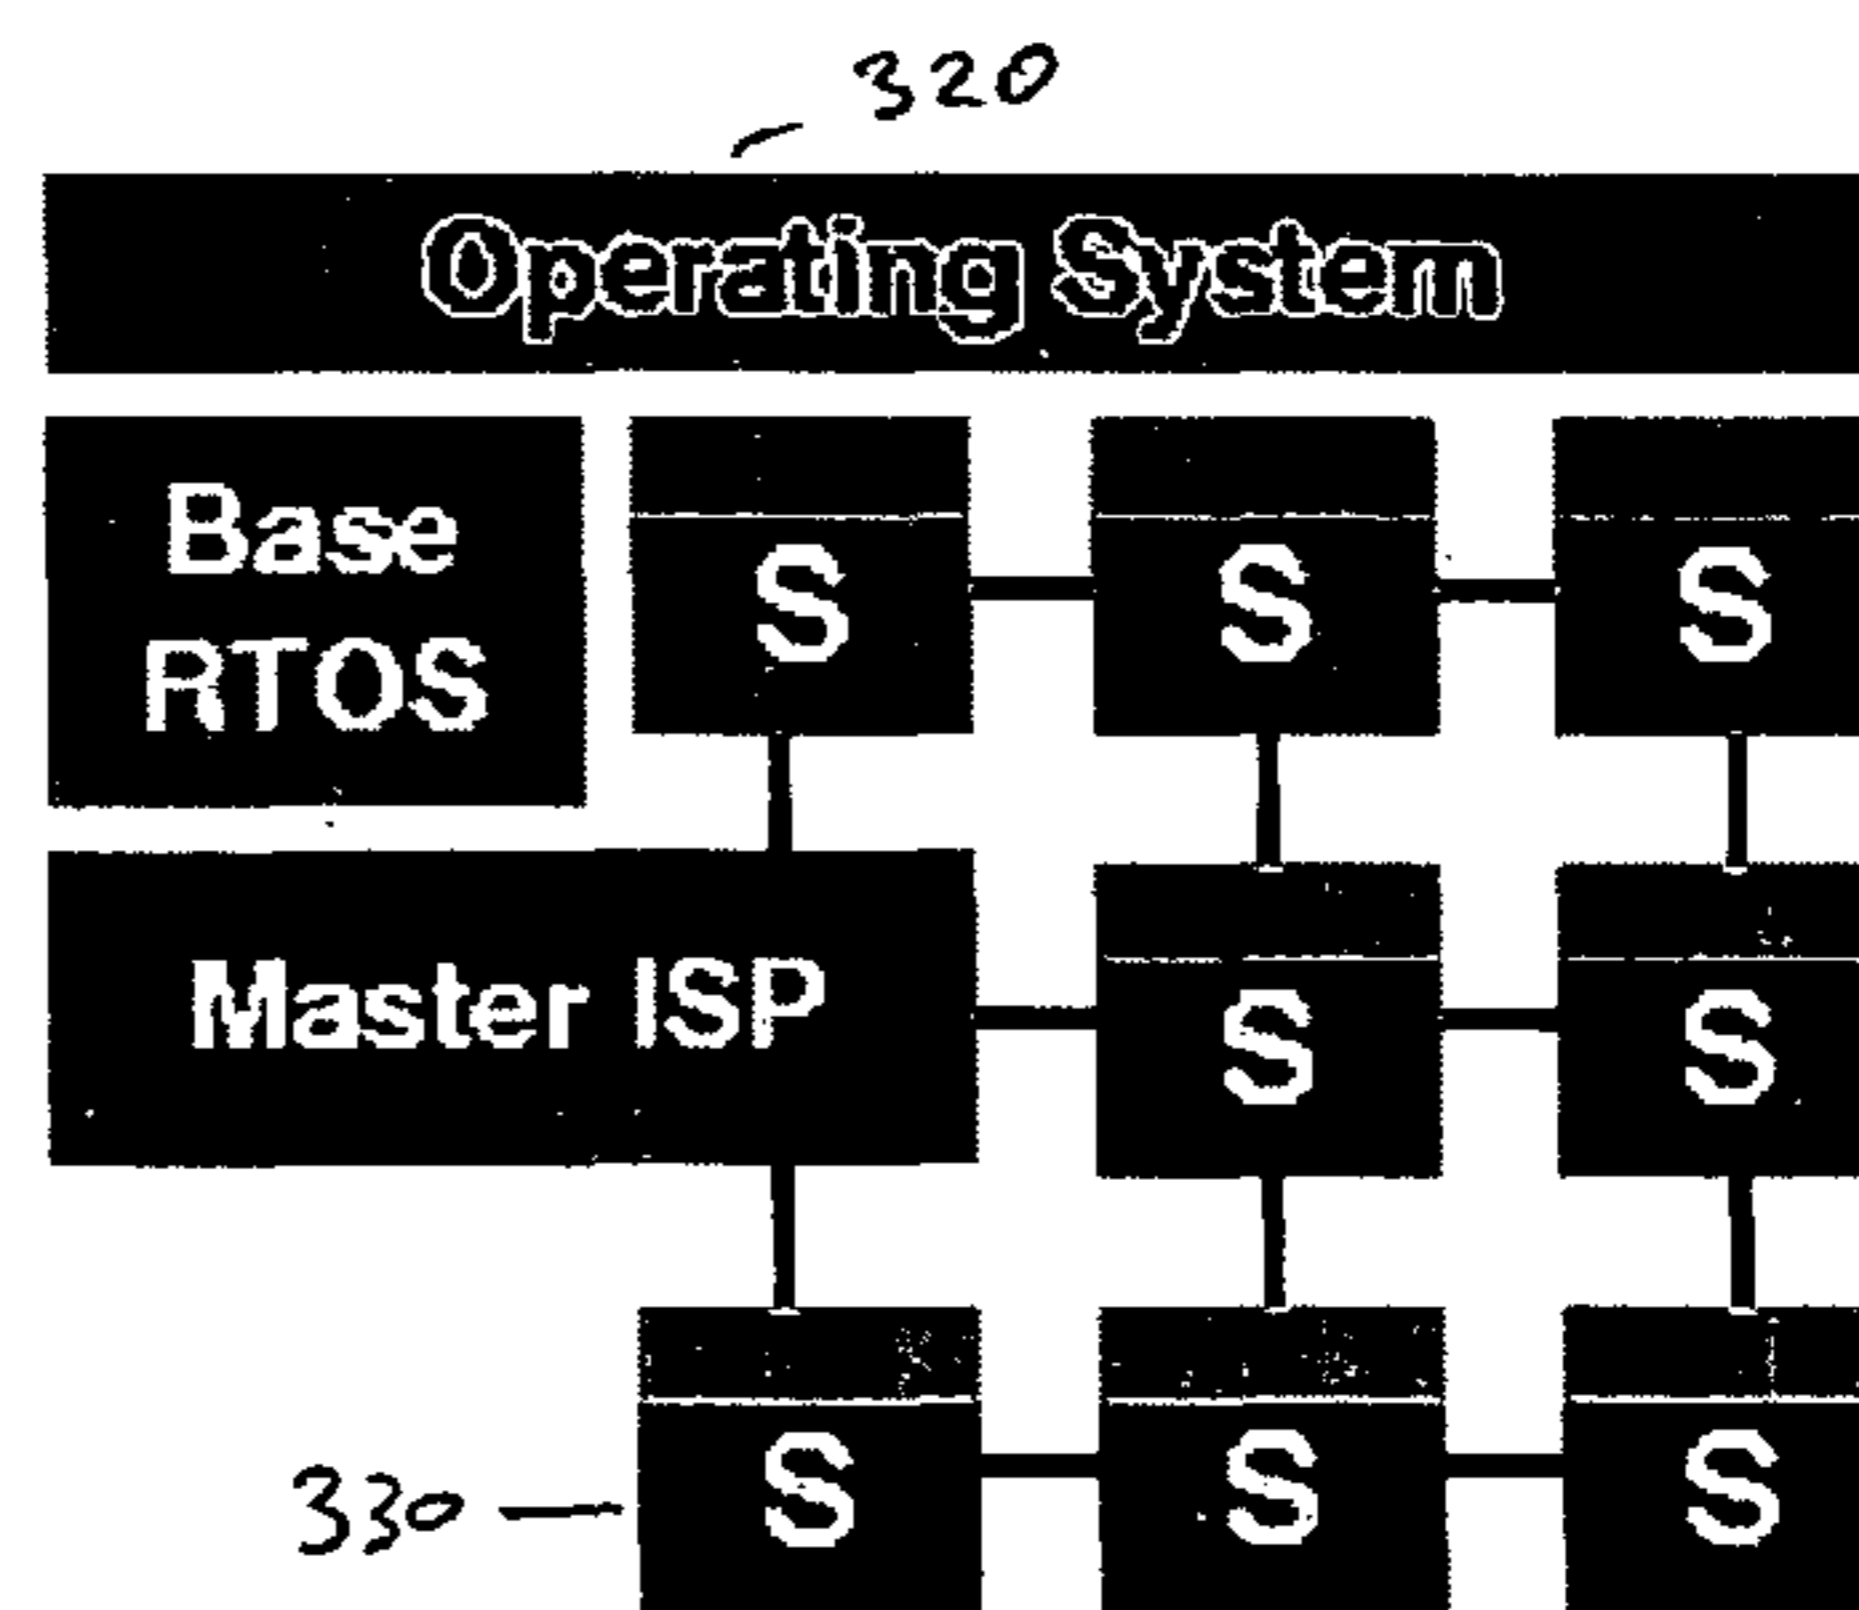 320
Operating System
Base
RTOS
S S S
Master ISP
S S
330
S S S